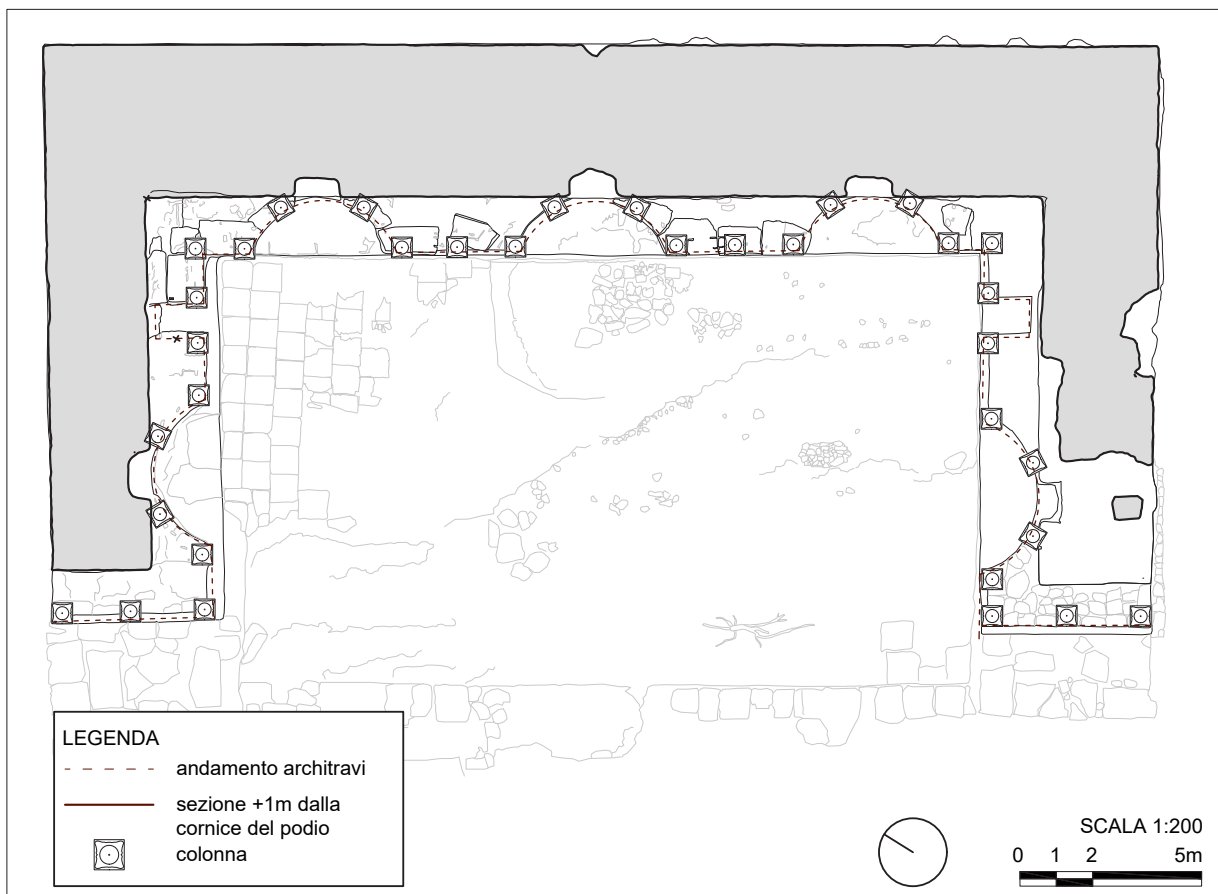 LEGENDA
andamento architravi
sezione +1m dalla
cornice del podio
colonna
SCALA 1:200
0 1 2 5m